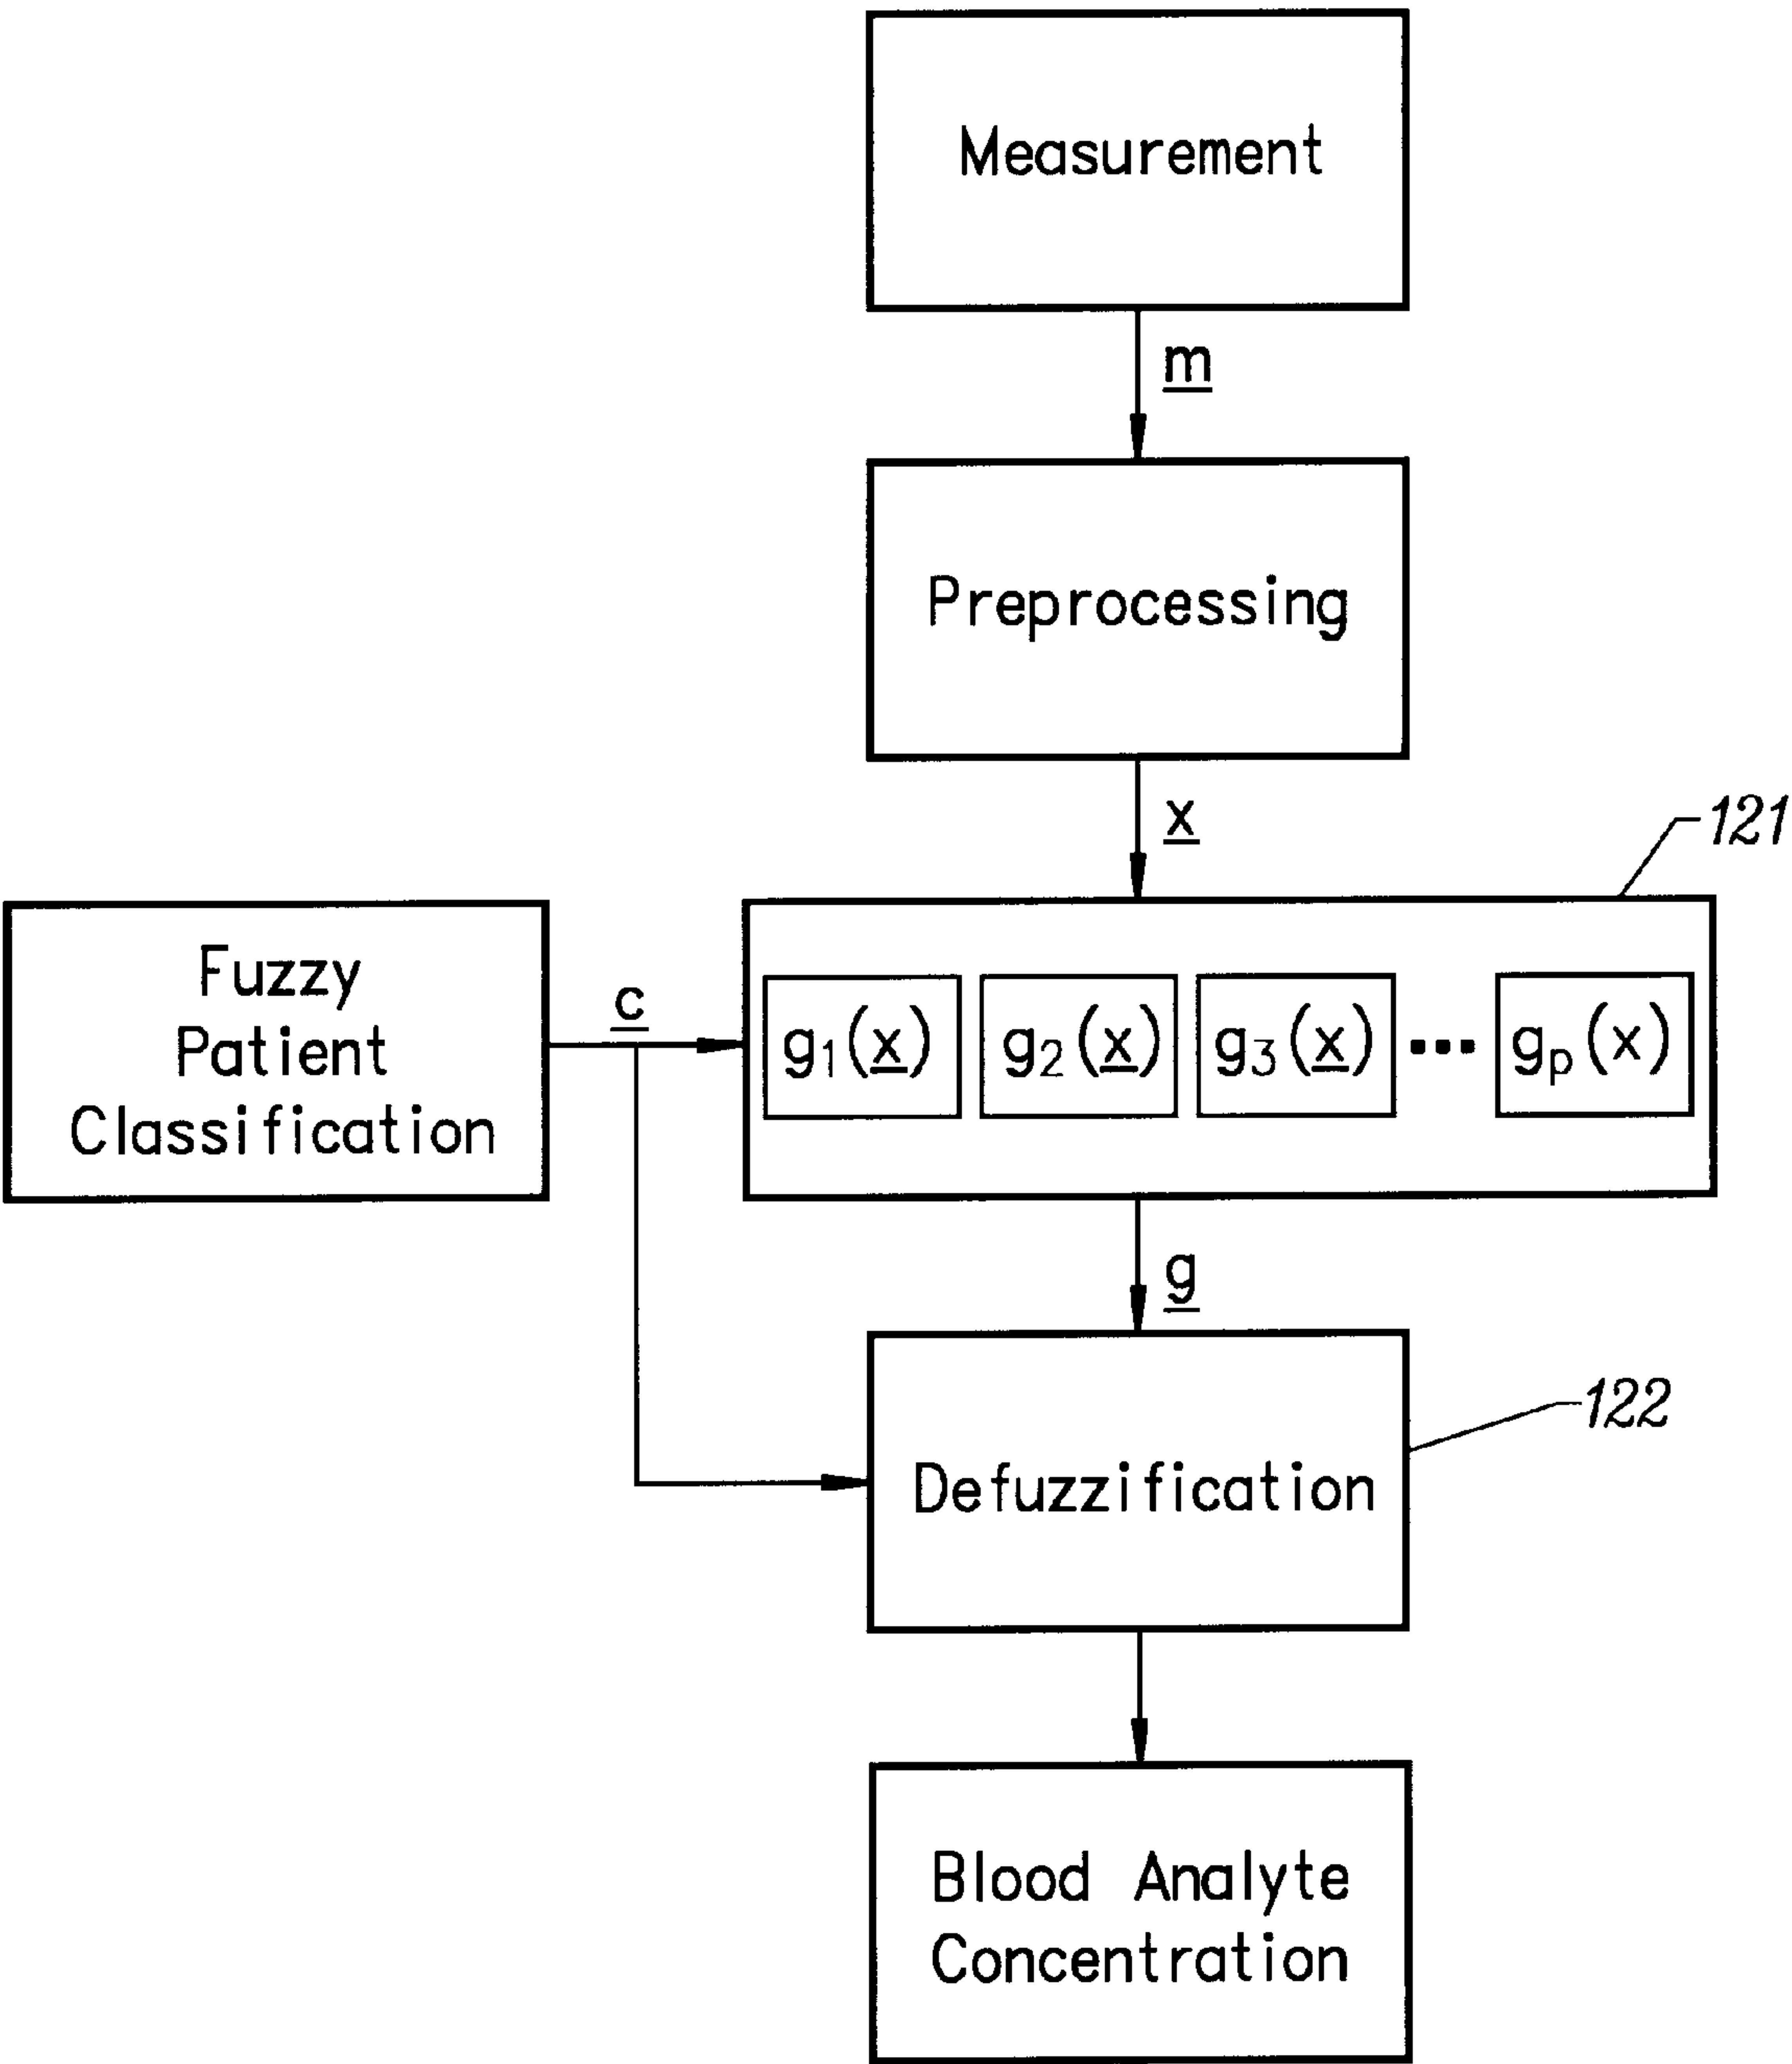 Measurement
m
Preprocessing
x
121
Fuzzy
Patient
Classification
c
g₁(x) g₂(x) g₃(x) ... gₚ(x)
g
122
Defuzzification
Blood Analyte
Concentration